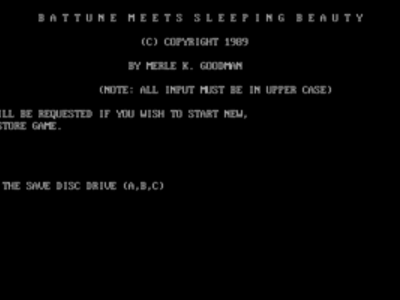 BATTUNE MEETS SLEEPING BEAUTY
(C) COPYRIGHT 1989
BY MERLE K. GOODMAN
(NOTE: ALL INPUT MUST BE IN UPPER CASE)
ILL BE REQUESTED IF YOU WISH TO START NEW,
STORE GAME.
THE SAVE DISC DRIVE (A,B,C)